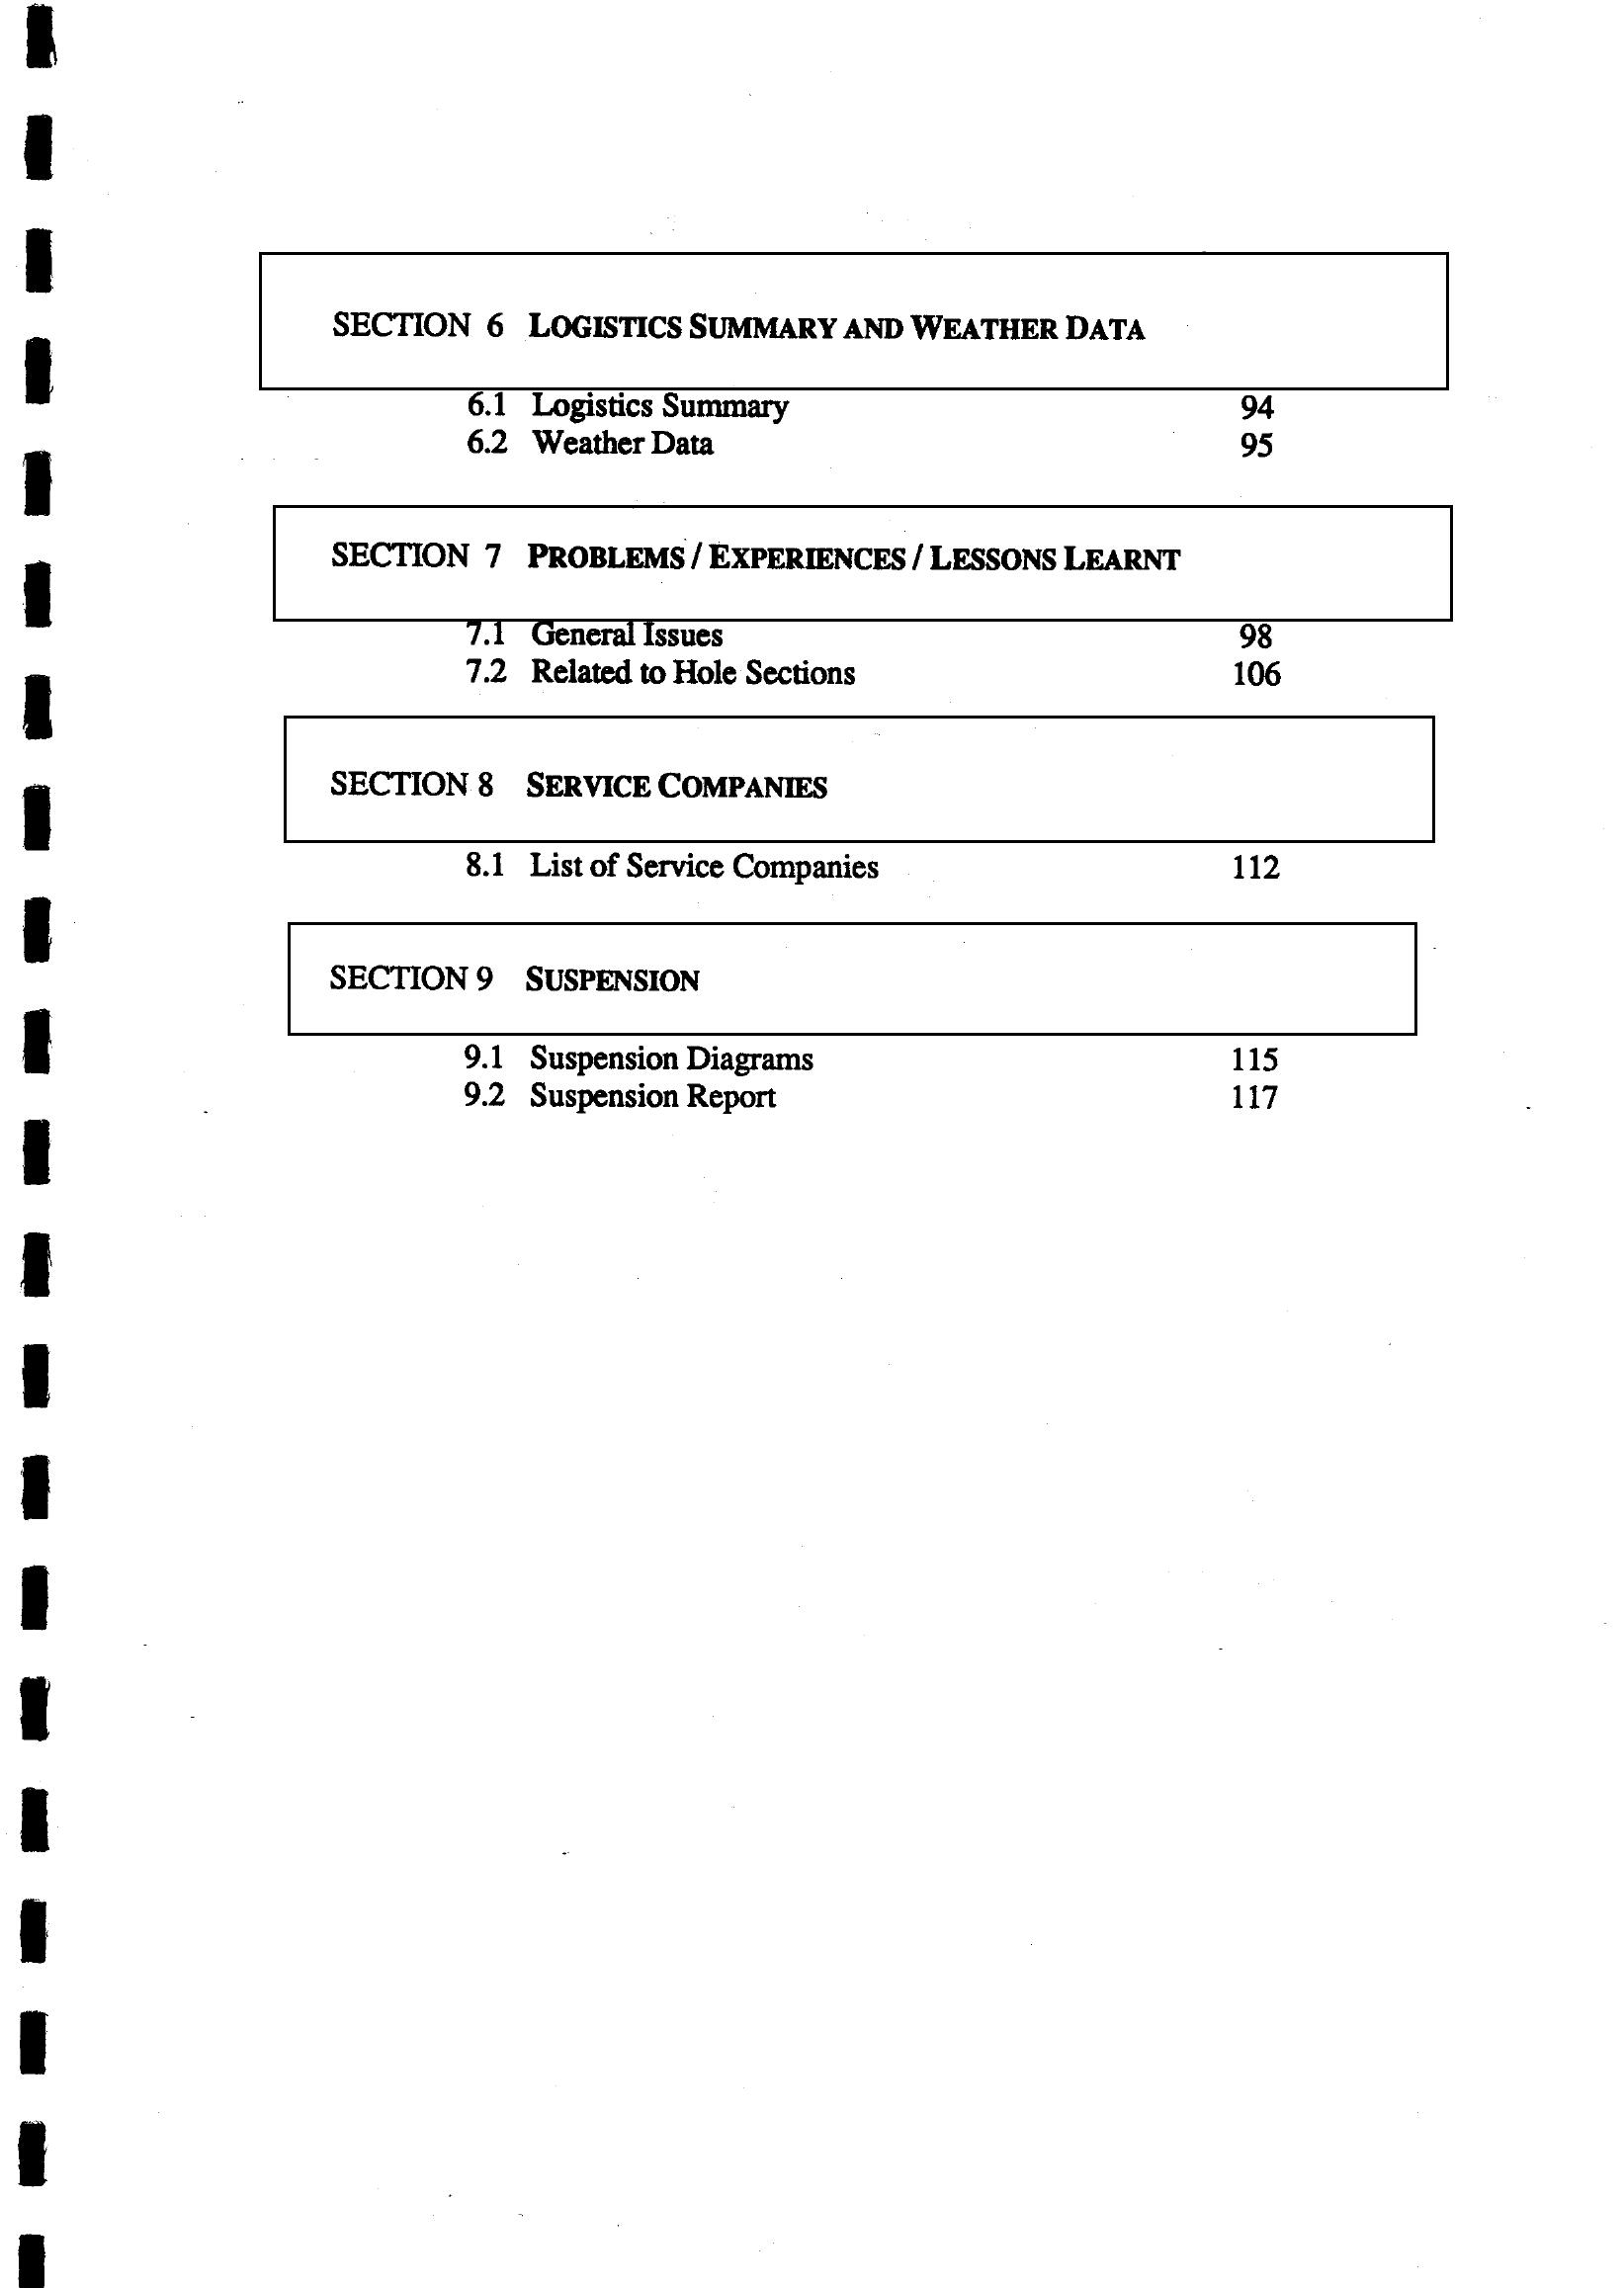 SECTION 6 LOGISTICS SUMMARY AND WEATHER DATA
6.1 Logistics Summary 94
6.2 Weather Data 95
SECTION 7 PROBLEMS / EXPERIENCES / LESSONS LEARNT
7.1 General Issues 98
7.2 Related to Hole Sections 106
SECTION 8 SERVICE COMPANIES
8.1 List of Service Companies 112
SECTION 9 SUSPENSION
9.1 Suspension Diagrams 115
9.2 Suspension Report 117